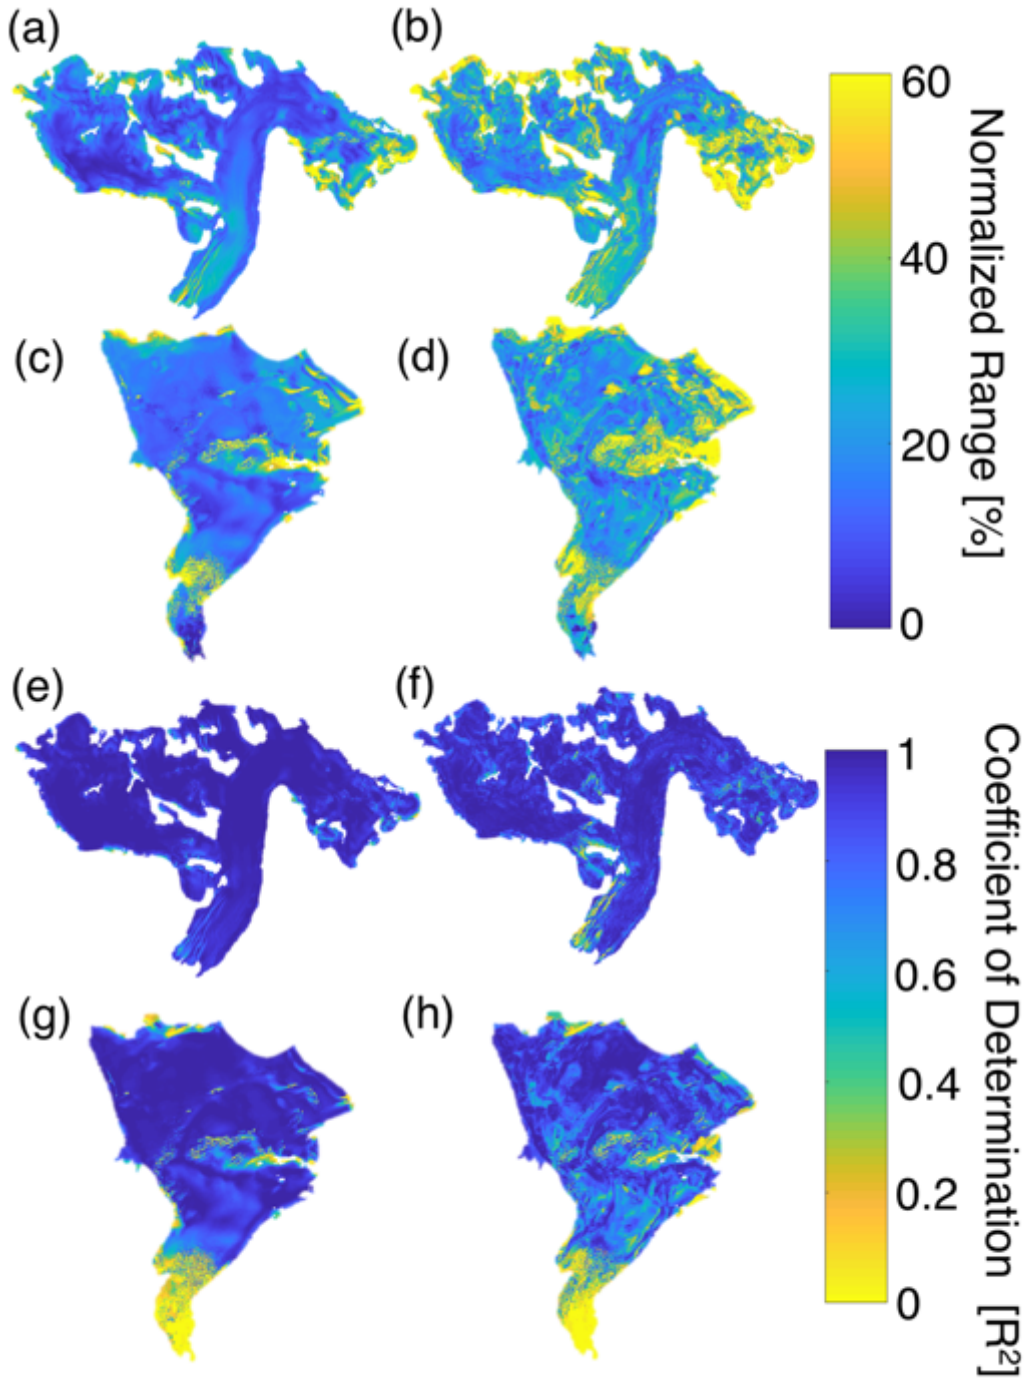 (a)
(b)
60
40
20
0
Normalized Range [%]
(c)
(d)
(e)
(f)
1
0.8
0.6
0.4
0.2
0
Coefficient of Determination [R²]
(g)
(h)